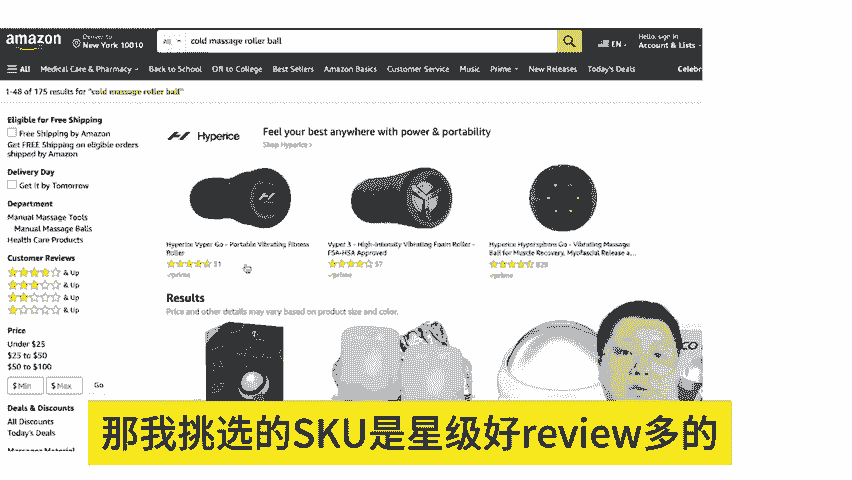 amazon
Deliver to
New York 10010
All
cold massage roller ball
EN
Hello, sign in
Account & Lists
All
Medical Care & Pharmacy
Back to School
Off to College
Best Sellers
Amazon Basics
Customer Service
Music
Prime
New Releases
Today's Deals
Celebr
1-48 of 175 results for "cold massage roller ball"
Eligible for Free Shipping
Free Shipping by Amazon
Get FREE Shipping on eligible orders
shipped by Amazon
Delivery Day
Get It by Tomorrow
Department
Manual Massage Tools
Manual Massage Balls
Health Care Products
Customer Reviews
& Up
& Up
& Up
& Up
Price
Under $25
$25 to $50
$50 to $100
$ Min
$ Max
Go
Deals & Discounts
All Discounts
Today's Deals
Massager Material
Hyperice
Feel your best anywhere with power & portability
Shop Hyperice ›
Hyperice Vyper Go - Portable Vibrating Fitness
Roller
51
prime
Vyper 3 - High-Intensity Vibrating Foam Roller -
FSA-HSA Approved
57
prime
Hyperice Hypersphere Go - Vibrating Massage
Ball for Muscle Recovery, Myofascial Release a...
828
prime
Results
Price and other details may vary based on product size and color.
CO
那我挑选的SKU是星级好review多的